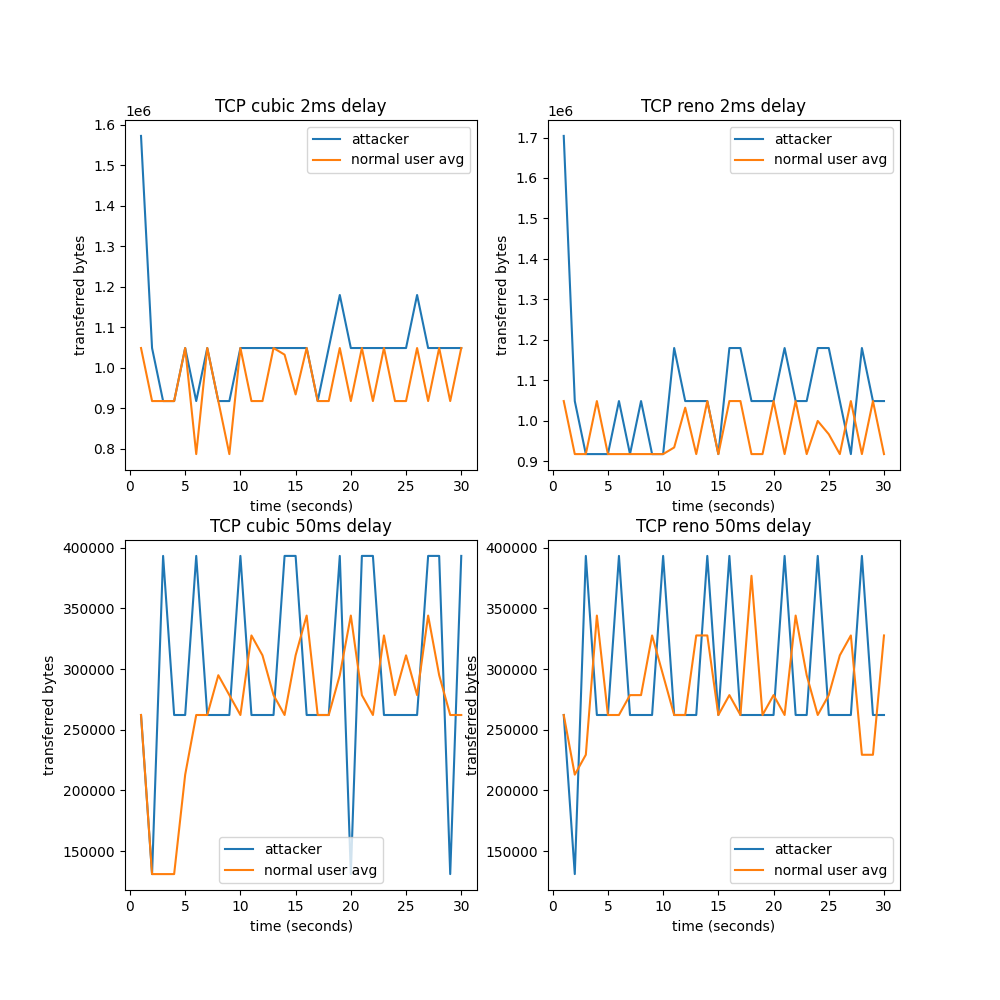 TCP cubic 2ms delay
1e6
1.6
1.5
1.4
1.3
1.2
1.1
1.0
0.9
0.8
transferred bytes
attacker
normal user avg
0 5 10 15 20 25 30
time (seconds)
TCP reno 2ms delay
1e6
1.7
1.6
1.5
1.4
1.3
1.2
1.1
1.0
0.9
transferred bytes
attacker
normal user avg
0 5 10 15 20 25 30
time (seconds)
TCP cubic 50ms delay
400000
350000
300000
250000
200000
150000
transferred bytes
attacker
normal user avg
0 5 10 15 20 25 30
time (seconds)
TCP reno 50ms delay
400000
350000
300000
250000
200000
150000
transferred bytes
attacker
normal user avg
0 5 10 15 20 25 30
time (seconds)